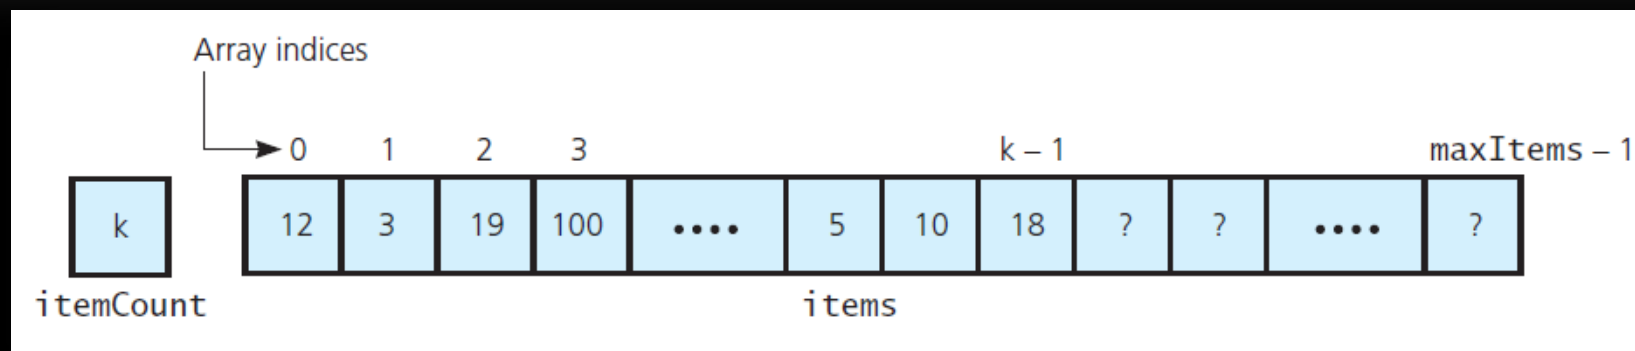 Array indices
0 1 2 3 k – 1 maxItems – 1
k 12 3 19 100 •••• 5 10 18 ? ? •••• ?
itemCount items